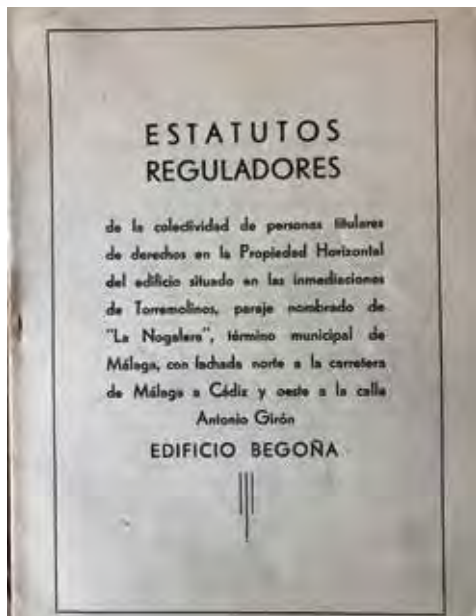 ESTATUTOS
REGULADORES
de la colectividad de personas titulares
de derechos en la Propiedad Horizontal
del edificio situado en las inmediaciones
de Torremolinos, paraje nombrado de
"La Nogalera", término municipal de
Málaga, con fachada norte a la carretera
de Málaga a Cádiz y oeste a la calle
Antonio Girón
EDIFICIO BEGOÑA